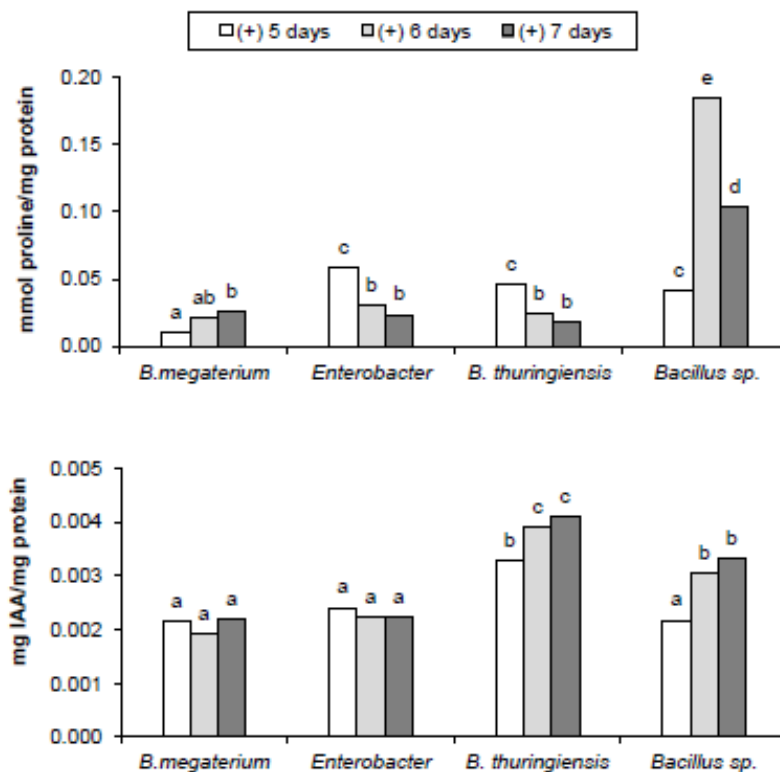 (+) 5 days (+) 6 days (+) 7 days
mmol proline/mg protein
0.20
0.15
0.10
0.05
0.00
a ab b c b b c b b c e d
B.megaterium Enterobacter B. thuringiensis Bacillus sp.
mg IAA/mg protein
0.005
0.004
0.003
0.002
0.001
0.000
a a a a a a b c c a b b
B.megaterium Enterobacter B. thuringiensis Bacillus sp.